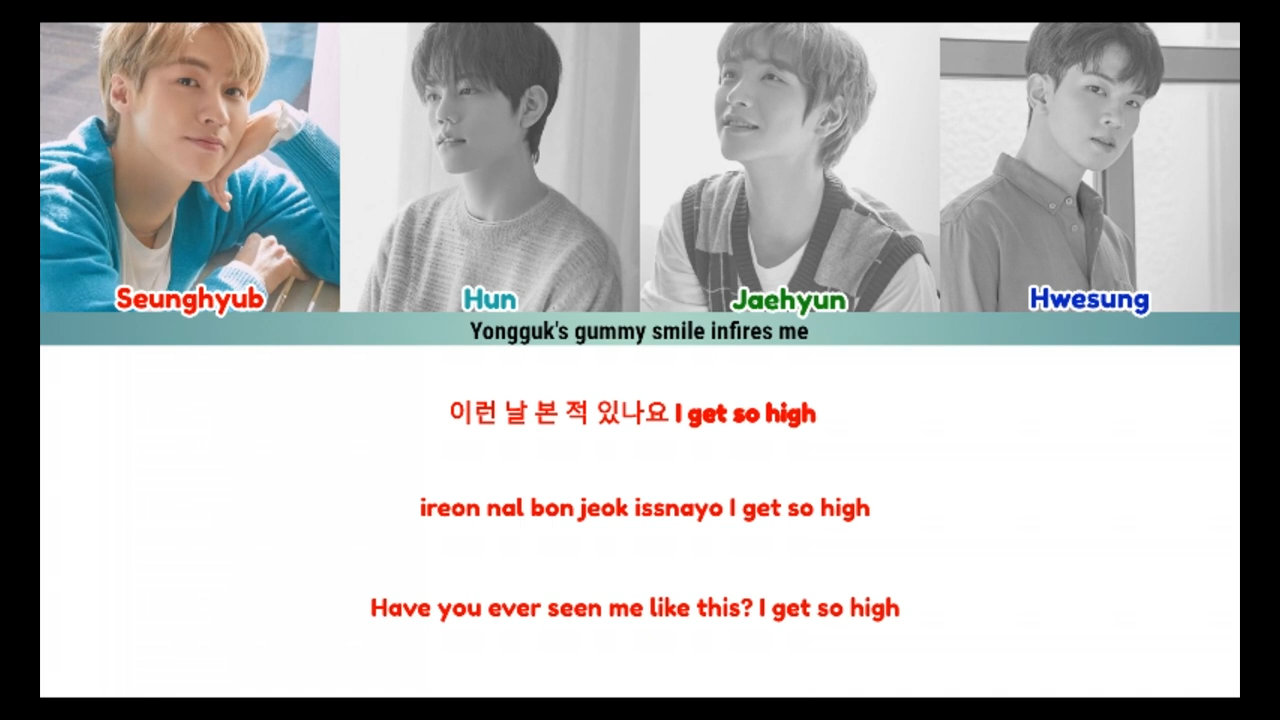 Seunghyub
Hun
Jaehyun
Hwesung
Yongguk's gummy smile infires me
이런 날 본 적 있나요 I get so high
ireon nal bon jeok issnayo I get so high
Have you ever seen me like this? I get so high